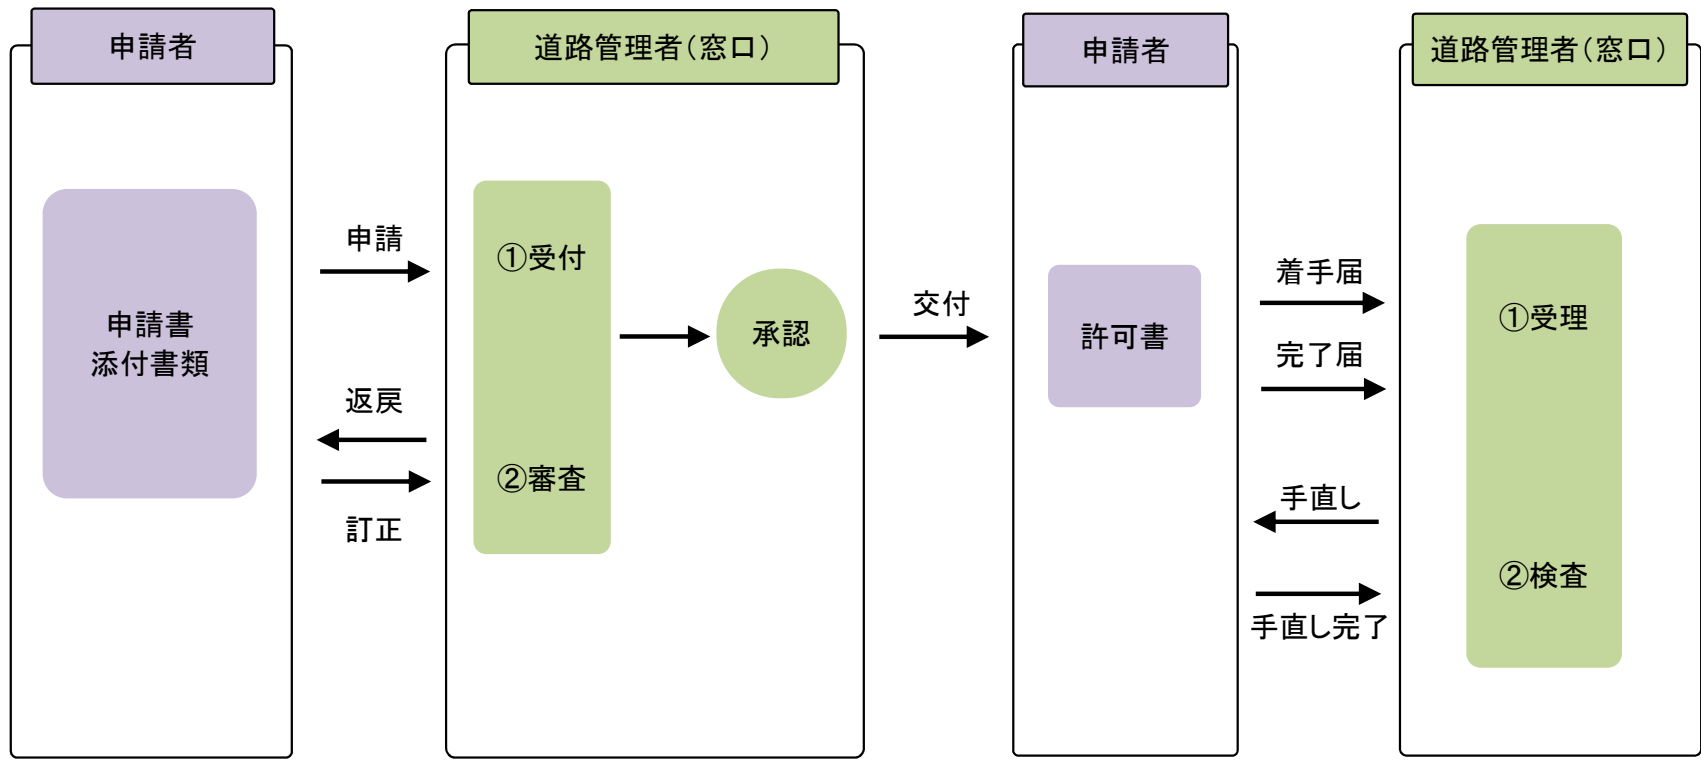 申請者
申請書
添付書類
申請
返戻
訂正
道路管理者(窓口)
①受付
②審査
承認
交付
申請者
許可書
着手届
完了届
手直し
手直し完了
道路管理者(窓口)
①受理
②検査